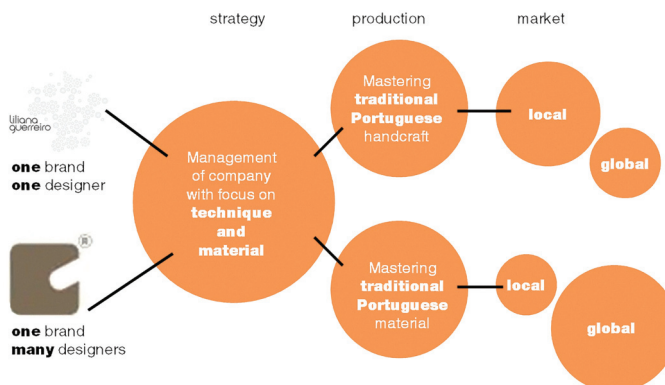 strategy
production
market
liliana
guerreiro
one brand
one designer
Management
of company
with focus on
technique
and
material
Mastering
traditional
Portuguese
handcraft
local
global
one brand
many designers
Mastering
traditional
Portuguese
material
local
global